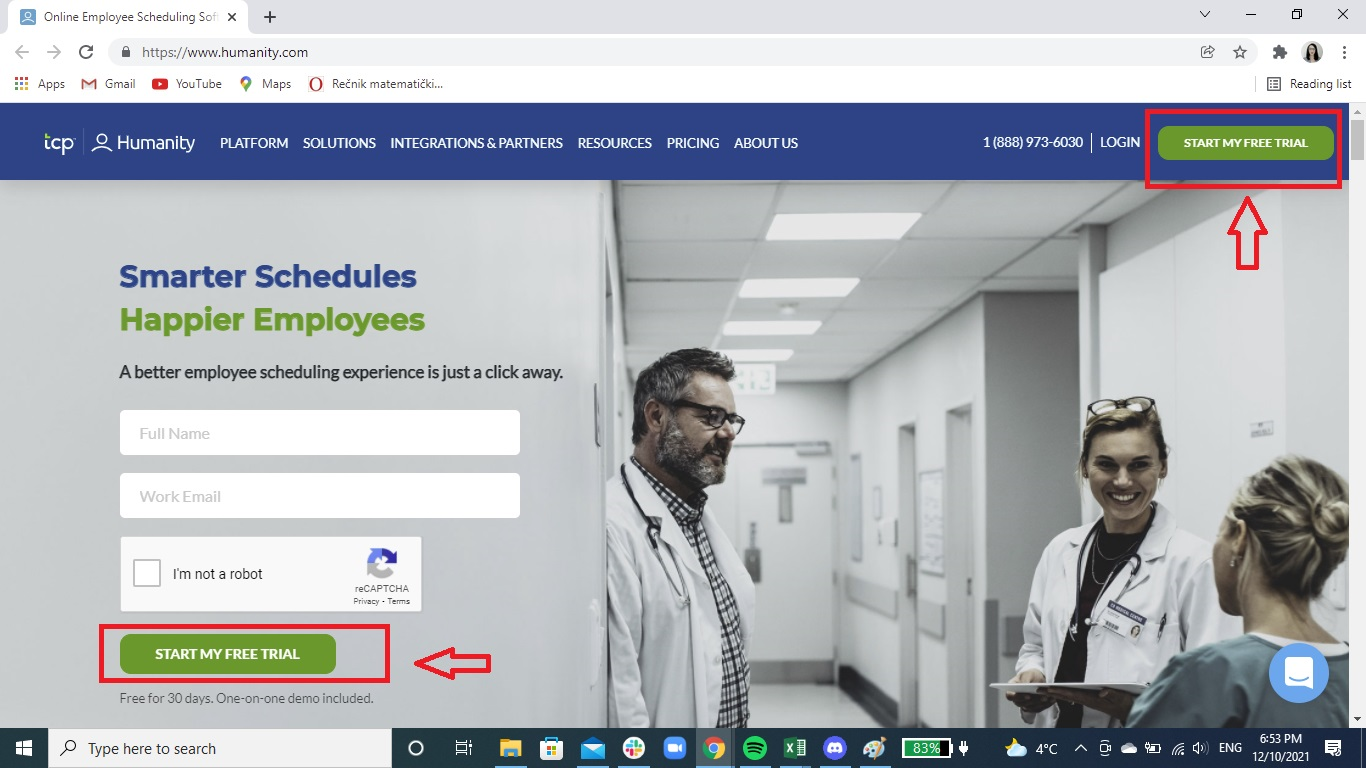 Online Employee Scheduling Sof
https://www.humanity.com
Apps
Gmail
YouTube
Maps
Rečnik matematički...
Reading list
tcp Humanity
PLATFORM
SOLUTIONS
INTEGRATIONS & PARTNERS
RESOURCES
PRICING
ABOUT US
1 (888) 973-6030
LOGIN
START MY FREE TRIAL
Smarter Schedules
Happier Employees
A better employee scheduling experience is just a click away.
Full Name
Work Email
I'm not a robot
reCAPTCHA
Privacy - Terms
START MY FREE TRIAL
Free for 30 days. One-on-one demo included.
Type here to search
83%
4°C
ENG
6:53 PM
12/10/2021